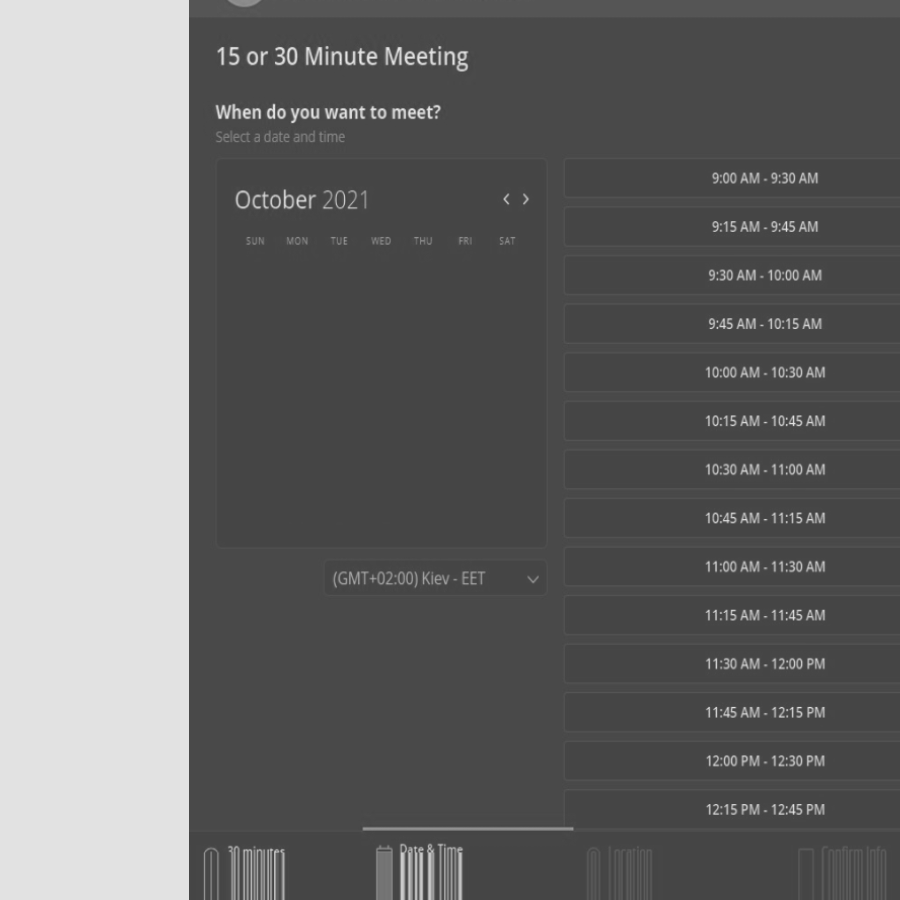 15 or 30 Minute Meeting
When do you want to meet?
Select a date and time
October 2021
SUN MON TUE WED THU FRI SAT
(GMT+02:00) Kiev - EET
9:00 AM - 9:30 AM
9:15 AM - 9:45 AM
9:30 AM - 10:00 AM
9:45 AM - 10:15 AM
10:00 AM - 10:30 AM
10:15 AM - 10:45 AM
10:30 AM - 11:00 AM
10:45 AM - 11:15 AM
11:00 AM - 11:30 AM
11:15 AM - 11:45 AM
11:30 AM - 12:00 PM
11:45 AM - 12:15 PM
12:00 PM - 12:30 PM
12:15 PM - 12:45 PM
30 minutes
Date & Time
Location
Confirm Info